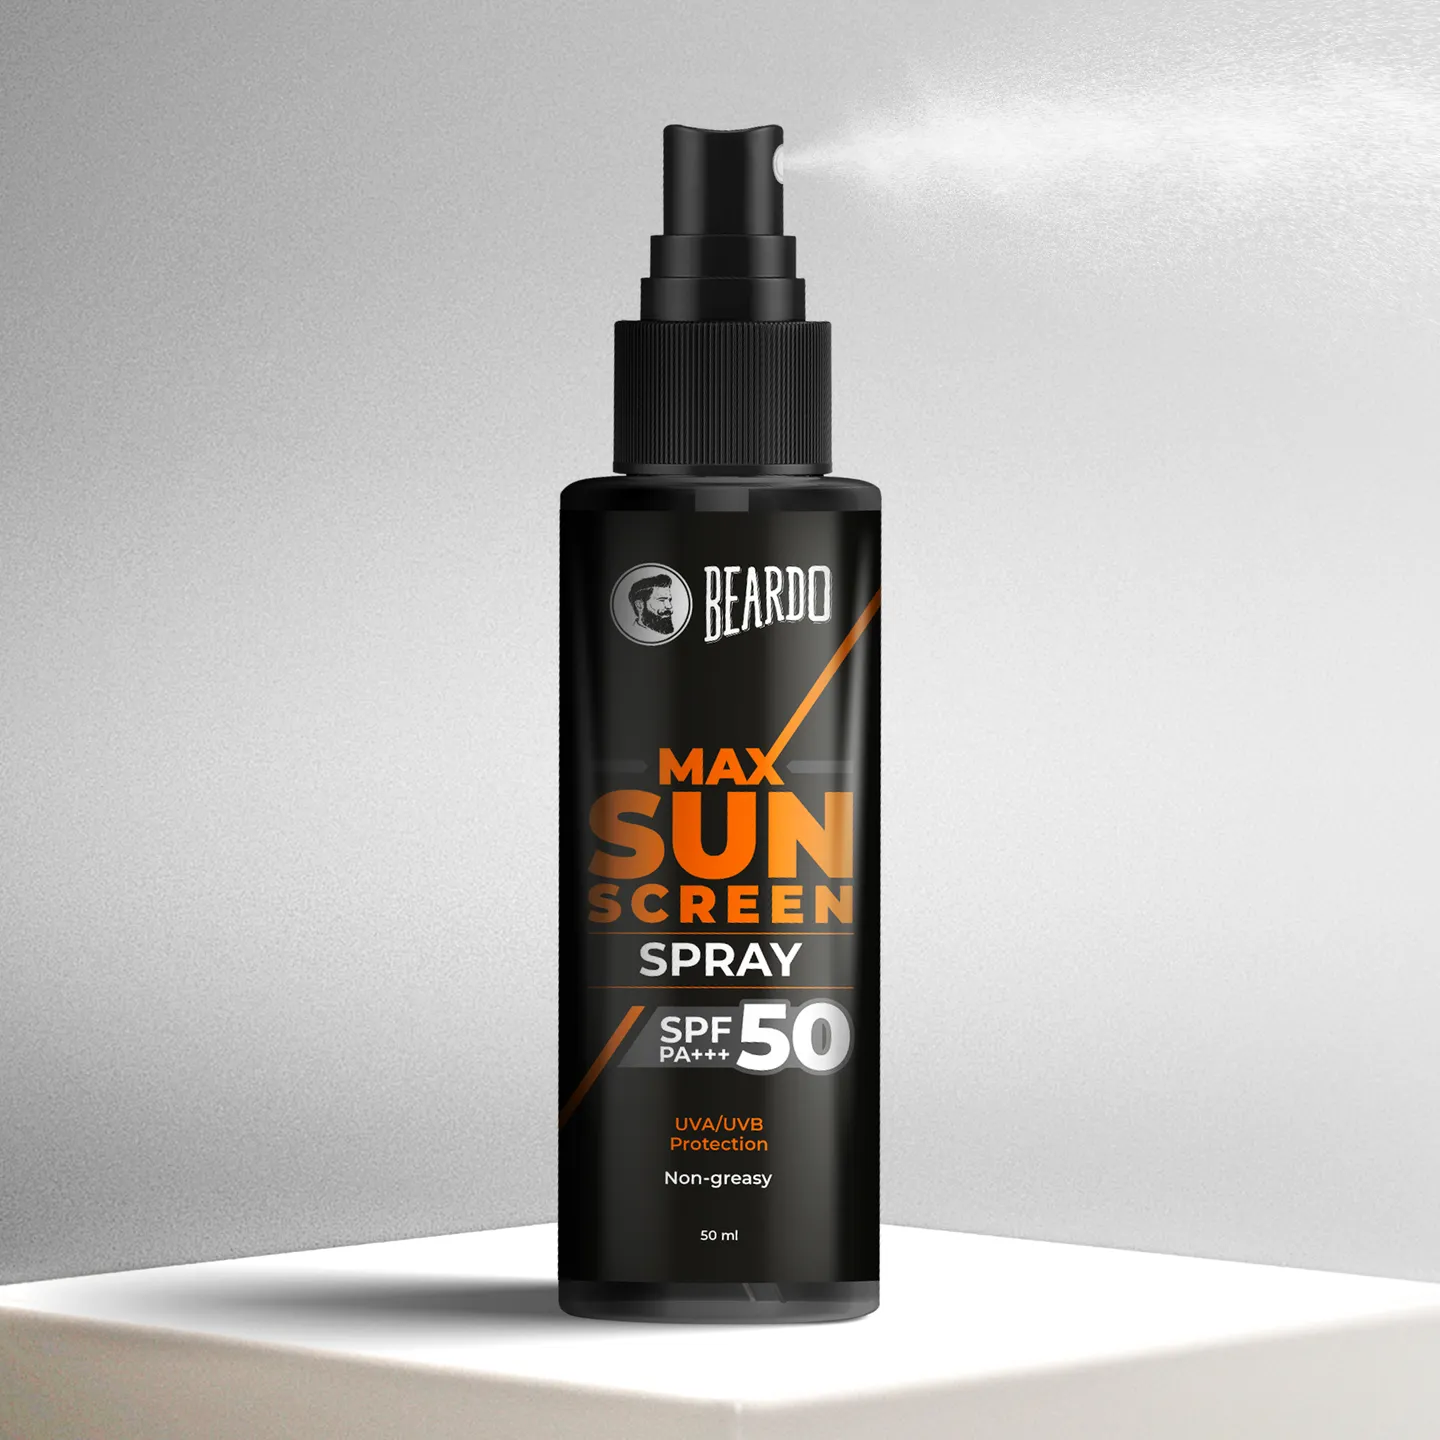 BEARDO
MAX
SUN
SCREEN
SPRAY
SPF 50
PA+++
UVA/UVB
Protection
Non-greasy
50 ml